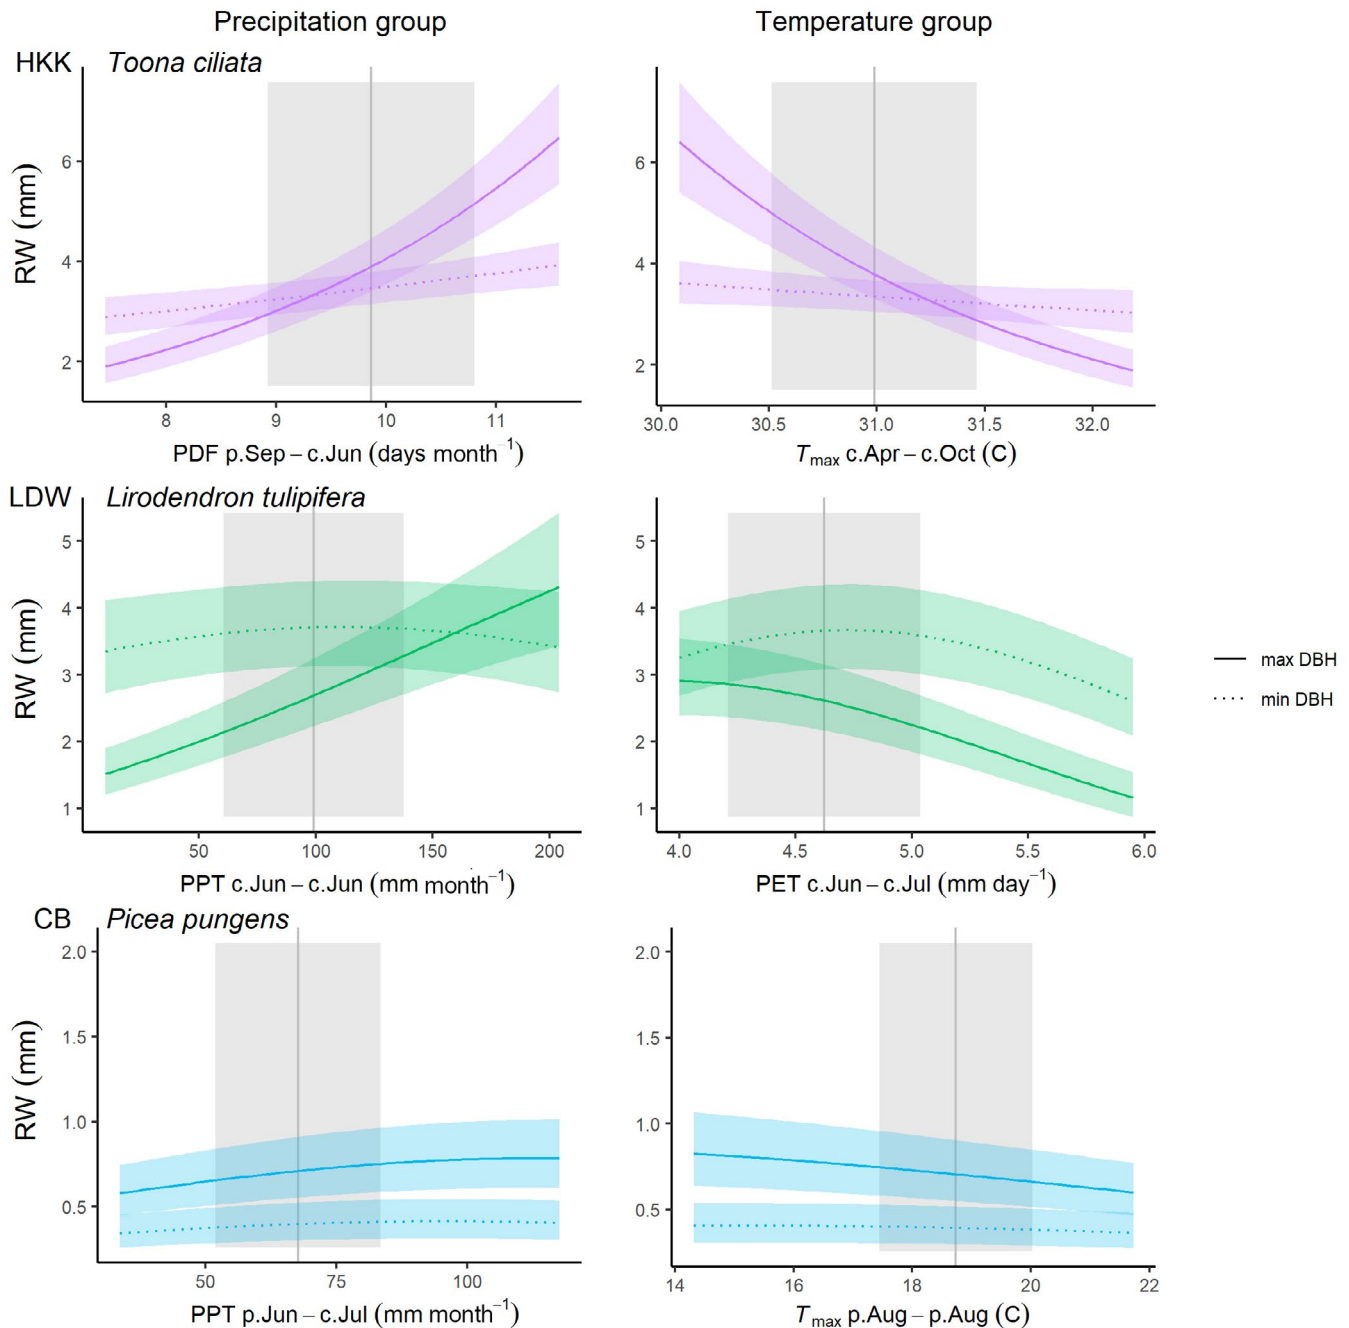 Precipitation group
Temperature group
HKK
Toona ciliata
RW (mm)
6
4
2
8
9
10
11
PDF p.Sep – c.Jun (days month⁻¹)
6
4
2
30.0
30.5
31.0
31.5
32.0
Tmax c.Apr – c.Oct (C)
LDW
Lirodendron tulipifera
RW (mm)
5
4
3
2
1
50
100
150
200
PPT c.Jun – c.Jun (mm month⁻¹)
5
4
3
2
1
4.0
4.5
5.0
5.5
6.0
PET c.Jun – c.Jul (mm day⁻¹)
max DBH
min DBH
CB
Picea pungens
RW (mm)
2.0
1.5
1.0
0.5
50
75
100
PPT p.Jun – c.Jul (mm month⁻¹)
2.0
1.5
1.0
0.5
14
16
18
20
22
Tmax p.Aug – p.Aug (C)